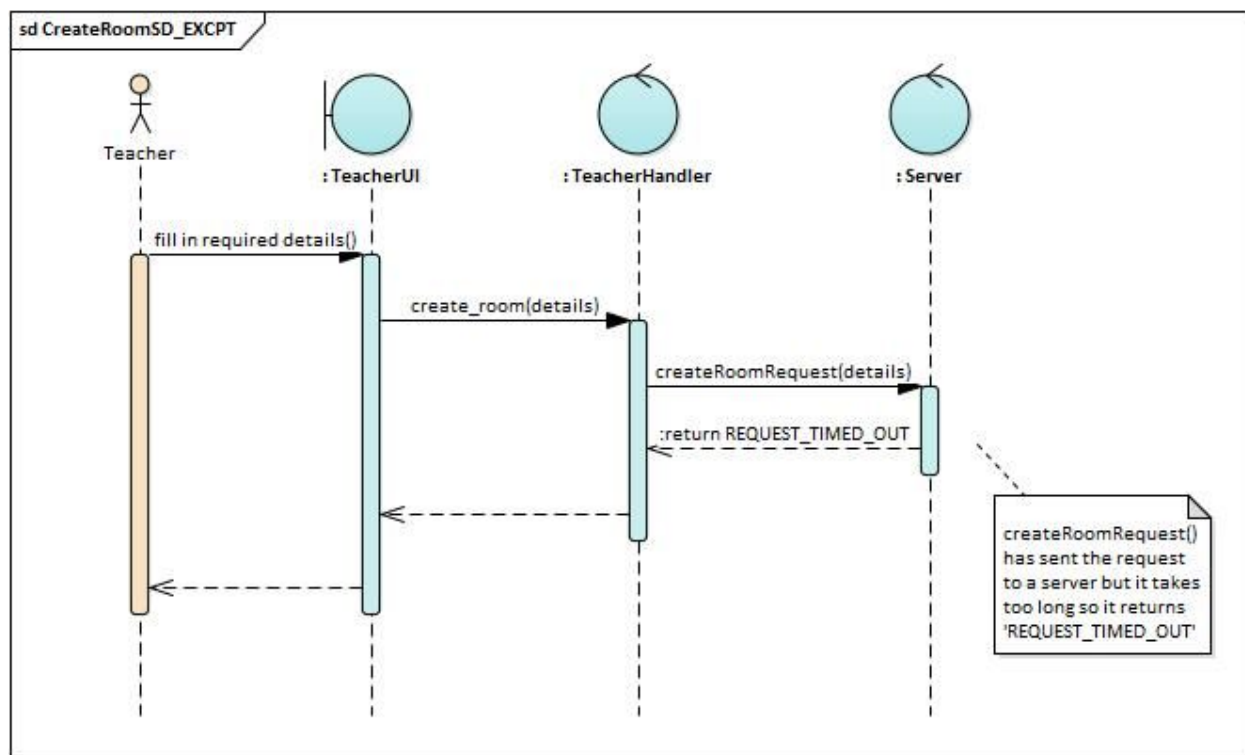 sd CreateRoomSD_EXCPT
Teacher
:TeacherUI
:TeacherHandler
:Server
fill in required details()
create_room(details)
createRoomRequest(details)
:return REQUEST_TIMED_OUT
createRoomRequest()
has sent the request
to a server but it takes
too long so it returns
'REQUEST_TIMED_OUT'